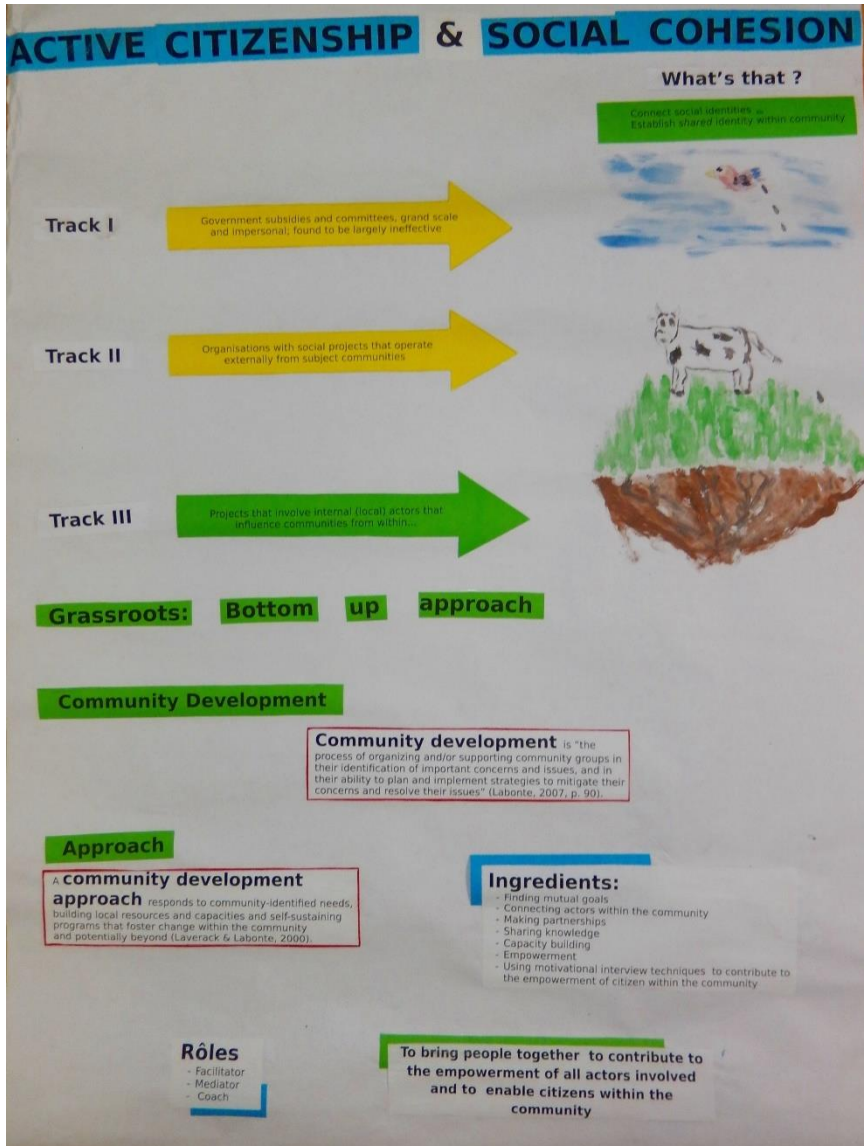 ACTIVE CITIZENSHIP & SOCIAL COHESION
What's that ?
Connect social identities ...
Establish shared identity within community
Track I
Government subsidies and committees, grand scale
and impersonal; found to be largely ineffective
Track II
Organisations with social projects that operate
externally from subject communities
Track III
Projects that involve internal (local) actors that
influence communities from within...
Grassroots: Bottom up approach
Community Development
Community development is "the
process of organizing and/or supporting community groups in
their identification of important concerns and issues, and in
their ability to plan and implement strategies to mitigate their
concerns and resolve their issues" (Labonte, 2007, p. 90).
Approach
A community development
approach responds to community-identified needs,
building local resources and capacities and self-sustaining
programs that foster change within the community
and potentially beyond (Laverack & Labonte, 2000).
Ingredients:
- Finding mutual goals
- Connecting actors within the community
- Making partnerships
- Sharing knowledge
- Capacity building
- Empowerment
- Using motivational interview techniques to contribute to
the empowerment of citizen within the community
Rôles
- Facilitator
- Mediator
- Coach
To bring people together to contribute to
the empowerment of all actors involved
and to enable citizens within the
community